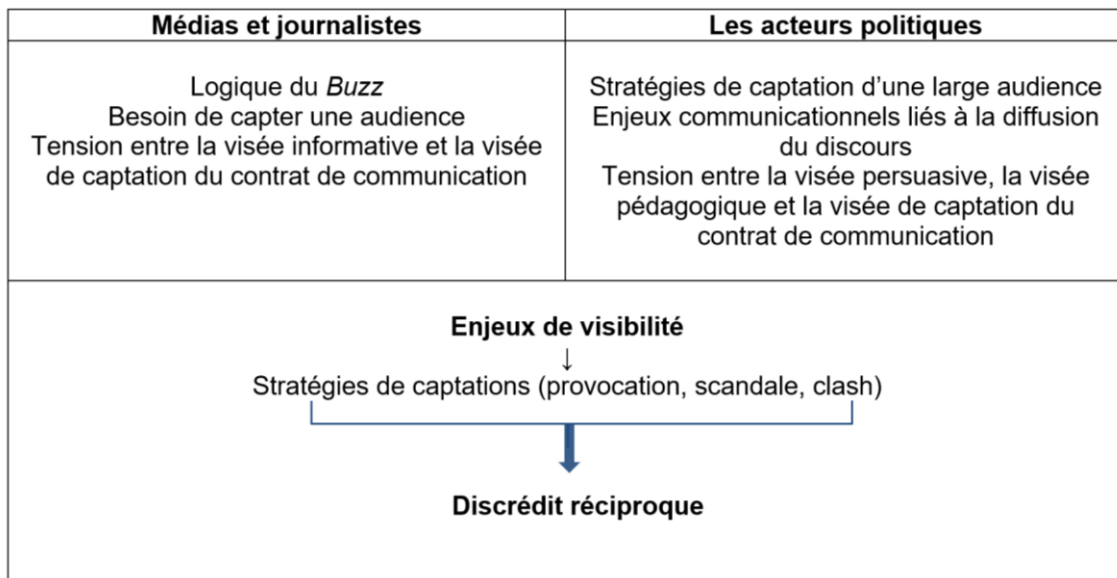 Médias et journalistes
Les acteurs politiques
Logique du Buzz
Besoin de capter une audience
Tension entre la visée informative et la visée
de captation du contrat de communication
Stratégies de captation d’une large audience
Enjeux communicationnels liés à la diffusion
du discours
Tension entre la visée persuasive, la visée
pédagogique et la visée de captation du
contrat de communication
Enjeux de visibilité
↓
Stratégies de captations (provocation, scandale, clash)
Discrédit réciproque